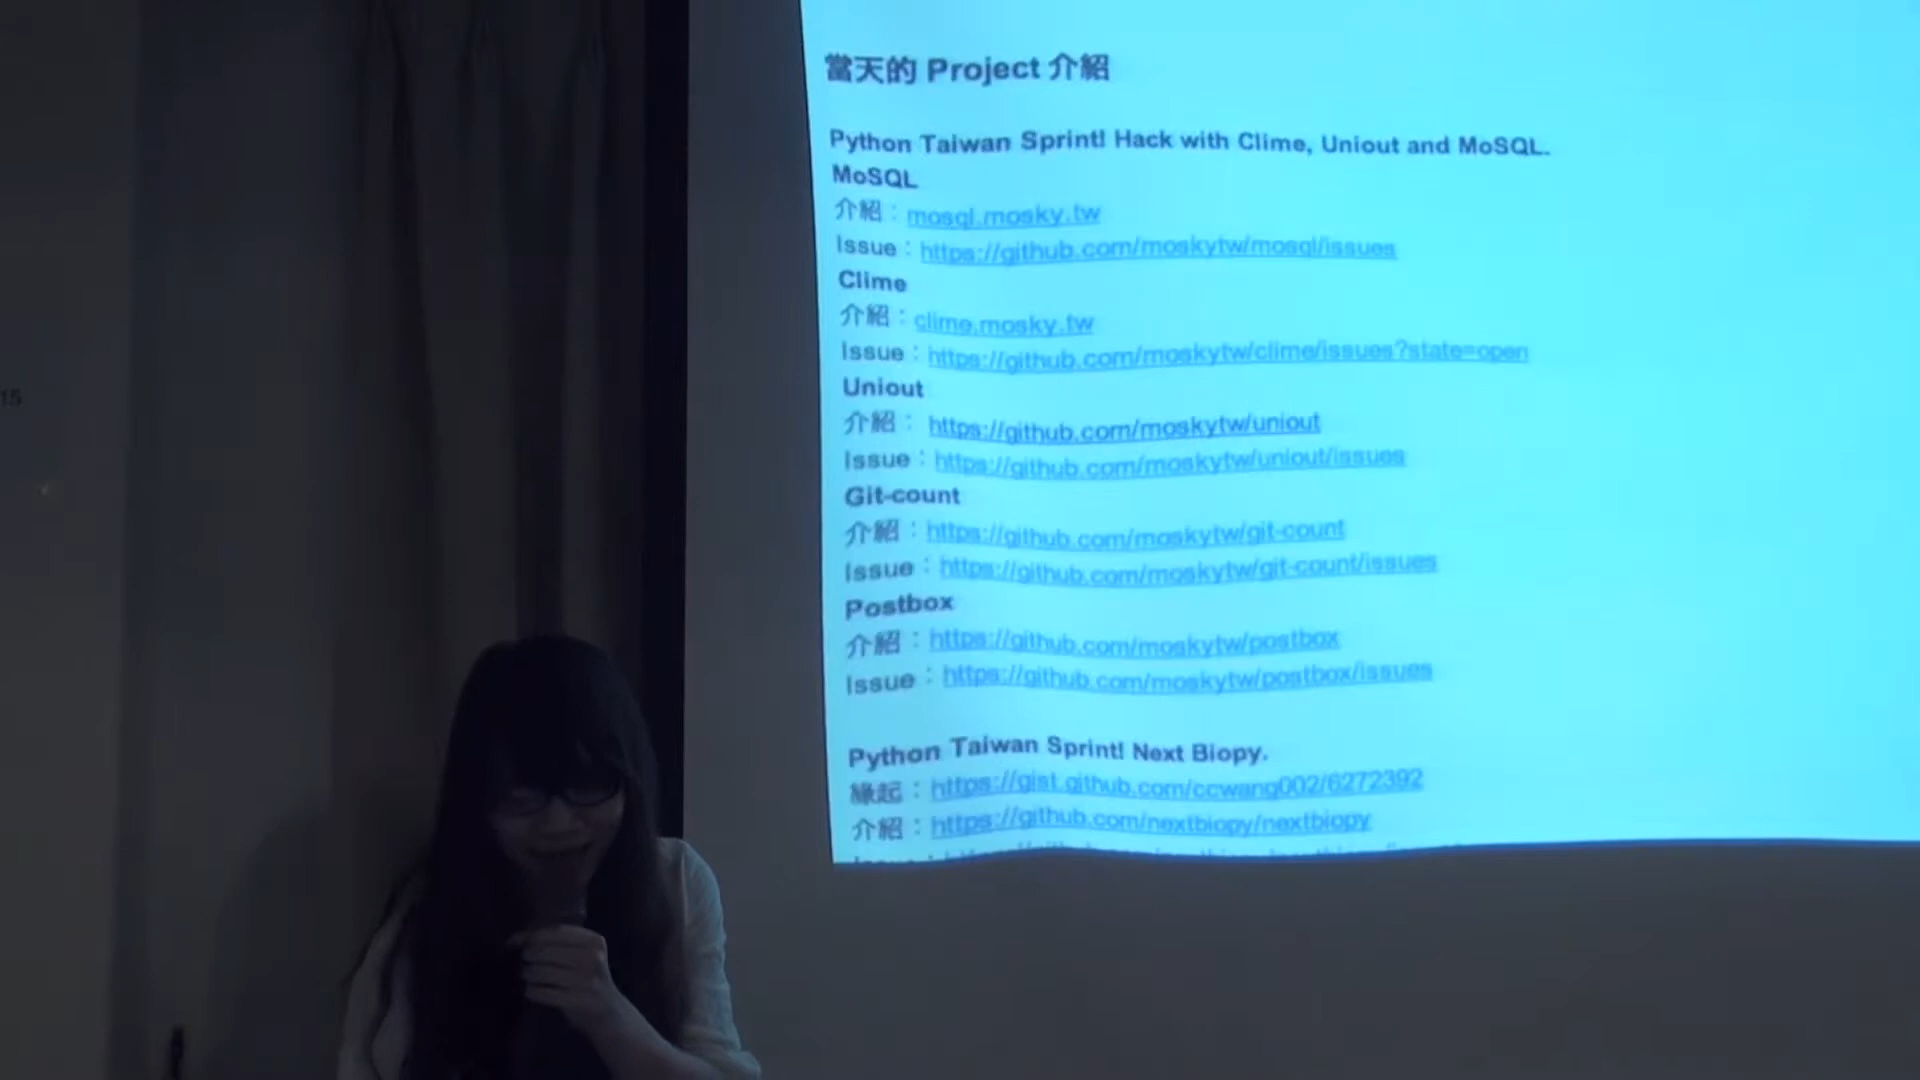 當天的 Project 介紹
Python Taiwan Sprint! Hack with Clime, Uniout and MoSQL.
MoSQL
介紹：mosql.mosky.tw
Issue：https://github.com/moskytw/mosql/issues
Clime
介紹：clime.mosky.tw
Issue：https://github.com/moskytw/clime/issues?state=open
Uniout
介紹： https://github.com/moskytw/uniout
Issue：https://github.com/moskytw/uniout/issues
Git-count
介紹：https://github.com/moskytw/git-count
Issue：https://github.com/moskytw/git-count/issues
Postbox
介紹：https://github.com/moskytw/postbox
Issue：https://github.com/moskytw/postbox/issues
Python Taiwan Sprint! Next Biopy.
緣起：https://gist.github.com/ccwang002/6272392
介紹：https://github.com/nextbiopy/nextbiopy
15